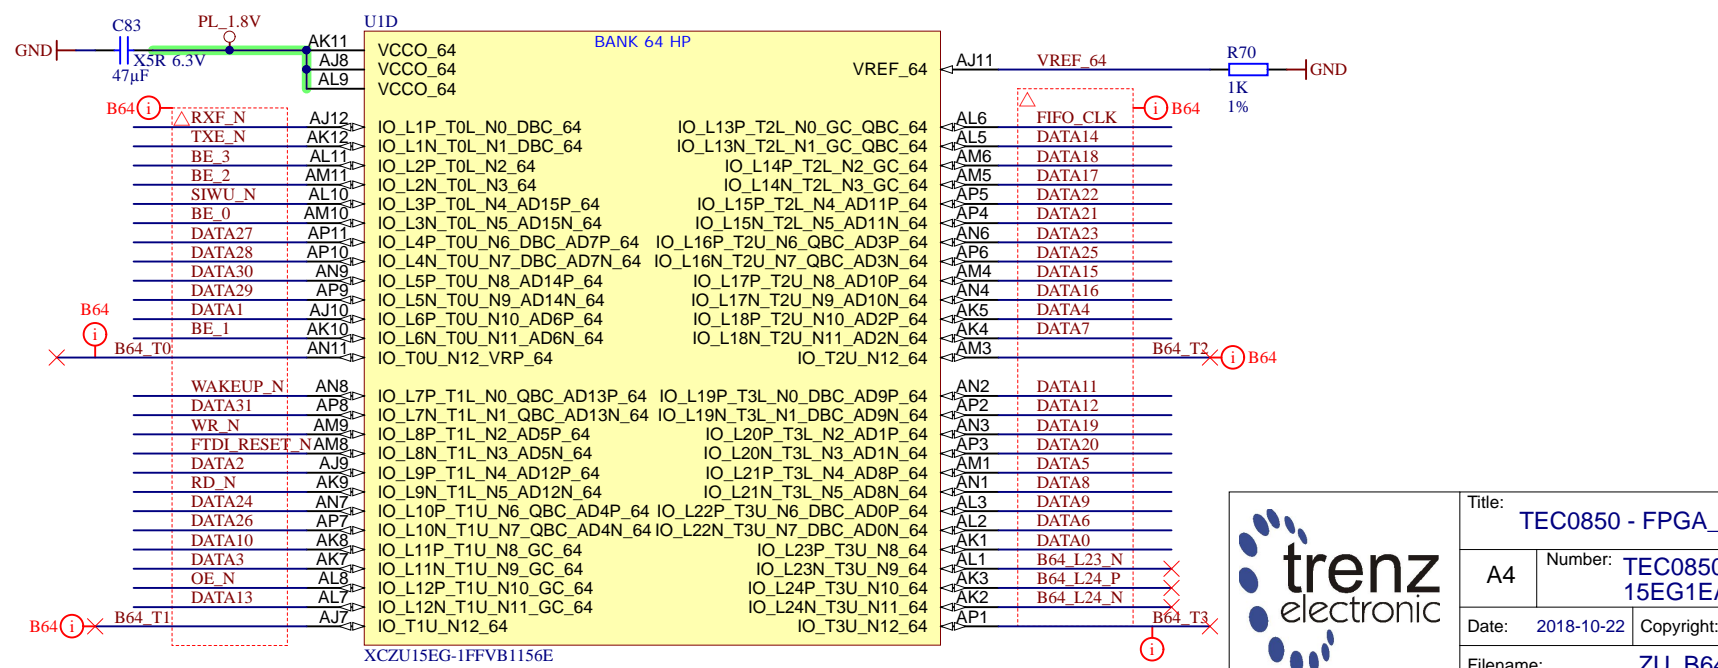 C83
PL_1.8V
U1D
GND
X5R 6.3V
47µF
AK11
AJ8
AL9
VCCO_64
VCCO_64
VCCO_64
BANK 64 HP
VREF_64
AJ11
VREF_64
R70
1K
1%
GND
B64
B64
RXF_N AJ12 IO_L1P_T0L_N0_DBC_64 IO_L13P_T2L_N0_GC_QBC_64 AL6 FIFO_CLK
TXE_N AK12 IO_L1N_T0L_N1_DBC_64 IO_L13N_T2L_N1_GC_QBC_64 AL5 DATA14
BE_3 AL11 IO_L2P_T0L_N2_64 IO_L14P_T2L_N2_GC_64 AM6 DATA18
BE_2 AM11 IO_L2N_T0L_N3_64 IO_L14N_T2L_N3_GC_64 AM5 DATA17
SIWU_N AL10 IO_L3P_T0L_N4_AD15P_64 IO_L15P_T2L_N4_AD11P_64 AP5 DATA22
BE_0 AM10 IO_L3N_T0L_N5_AD15N_64 IO_L15N_T2L_N5_AD11N_64 AP4 DATA21
DATA27 AP11 IO_L4P_T0U_N6_DBC_AD7P_64 IO_L16P_T2U_N6_QBC_AD3P_64 AN6 DATA23
DATA28 AP10 IO_L4N_T0U_N7_DBC_AD7N_64 IO_L16N_T2U_N7_QBC_AD3N_64 AP6 DATA25
DATA30 AN9 IO_L5P_T0U_N8_AD14P_64 IO_L17P_T2U_N8_AD10P_64 AM4 DATA15
DATA29 AP9 IO_L5N_T0U_N9_AD14N_64 IO_L17N_T2U_N9_AD10N_64 AN4 DATA16
DATA1 AJ10 IO_L6P_T0U_N10_AD6P_64 IO_L18P_T2U_N10_AD2P_64 AK5 DATA4
BE_1 AK10 IO_L6N_T0U_N11_AD6N_64 IO_L18N_T2U_N11_AD2N_64 AK4 DATA7
B64
B64_T0 AN11 IO_T0U_N12_VRP_64 IO_T2U_N12_64 AM3 B64_T2 B64
WAKEUP_N AN8 IO_L7P_T1L_N0_QBC_AD13P_64 IO_L19P_T3L_N0_DBC_AD9P_64 AN2 DATA11
DATA31 AP8 IO_L7N_T1L_N1_QBC_AD13N_64 IO_L19N_T3L_N1_DBC_AD9N_64 AP2 DATA12
WR_N AM9 IO_L8P_T1L_N2_AD5P_64 IO_L20P_T3L_N2_AD1P_64 AN3 DATA19
FTDI_RESET_N AM8 IO_L8N_T1L_N3_AD5N_64 IO_L20N_T3L_N3_AD1N_64 AP3 DATA20
DATA2 AJ9 IO_L9P_T1L_N4_AD12P_64 IO_L21P_T3L_N4_AD8P_64 AM1 DATA5
RD_N AK9 IO_L9N_T1L_N5_AD12N_64 IO_L21N_T3L_N5_AD8N_64 AN1 DATA8
DATA24 AN7 IO_L10P_T1U_N6_QBC_AD4P_64 IO_L22P_T3U_N6_DBC_AD0P_64 AL3 DATA9
DATA26 AP7 IO_L10N_T1U_N7_QBC_AD4N_64 IO_L22N_T3U_N7_DBC_AD0N_64 AL2 DATA6
DATA10 AK8 IO_L11P_T1U_N8_GC_64 IO_L23P_T3U_N8_64 AK1 DATA0
DATA3 AK7 IO_L11N_T1U_N9_GC_64 IO_L23N_T3U_N9_64 AL1 B64_L23_N
OE_N AL8 IO_L12P_T1U_N10_GC_64 IO_L24P_T3U_N10_64 AK3 B64_L24_P
DATA13 AL7 IO_L12N_T1U_N11_GC_64 IO_L24N_T3U_N11_64 AK2 B64_L24_N
B64 B64_T1 AJ7 IO_T1U_N12_64 IO_T3U_N12_64 AP1 B64_T3
XCZU15EG-1FFVB1156E
trenz
electronic
Title:
TEC0850 - FPGA_
A4
Number: TEC0850
15EG1EA
Date: 2018-10-22 Copyright:
Filename: ZU_B64